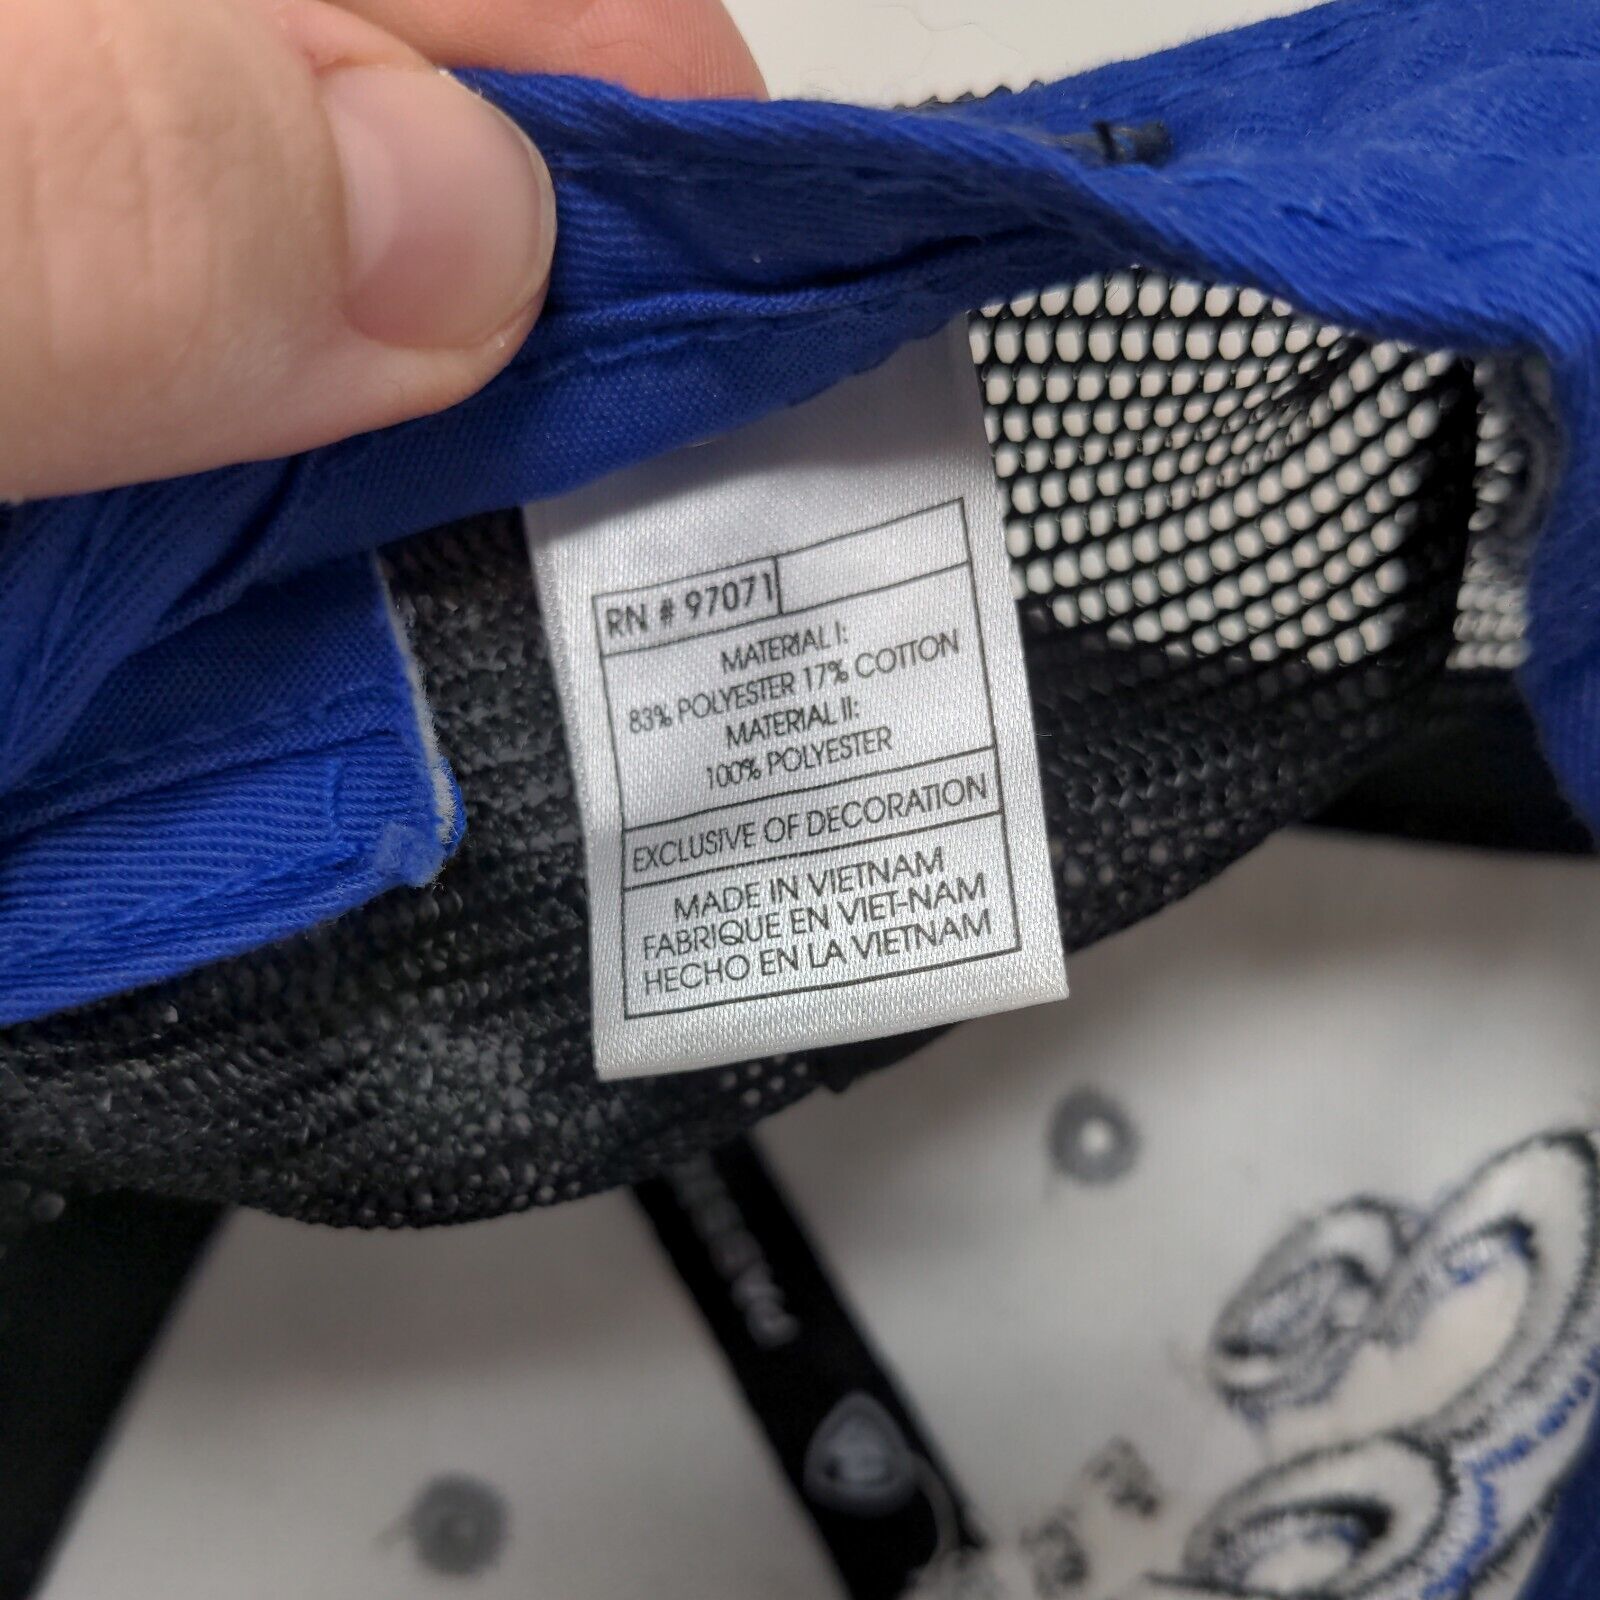 RN # 97071
MATERIAL I:
83% POLYESTER 17% COTTON
MATERIAL II:
100% POLYESTER
EXCLUSIVE OF DECORATION
MADE IN VIETNAM
FABRIQUE EN VIET-NAM
HECHO EN LA VIETNAM